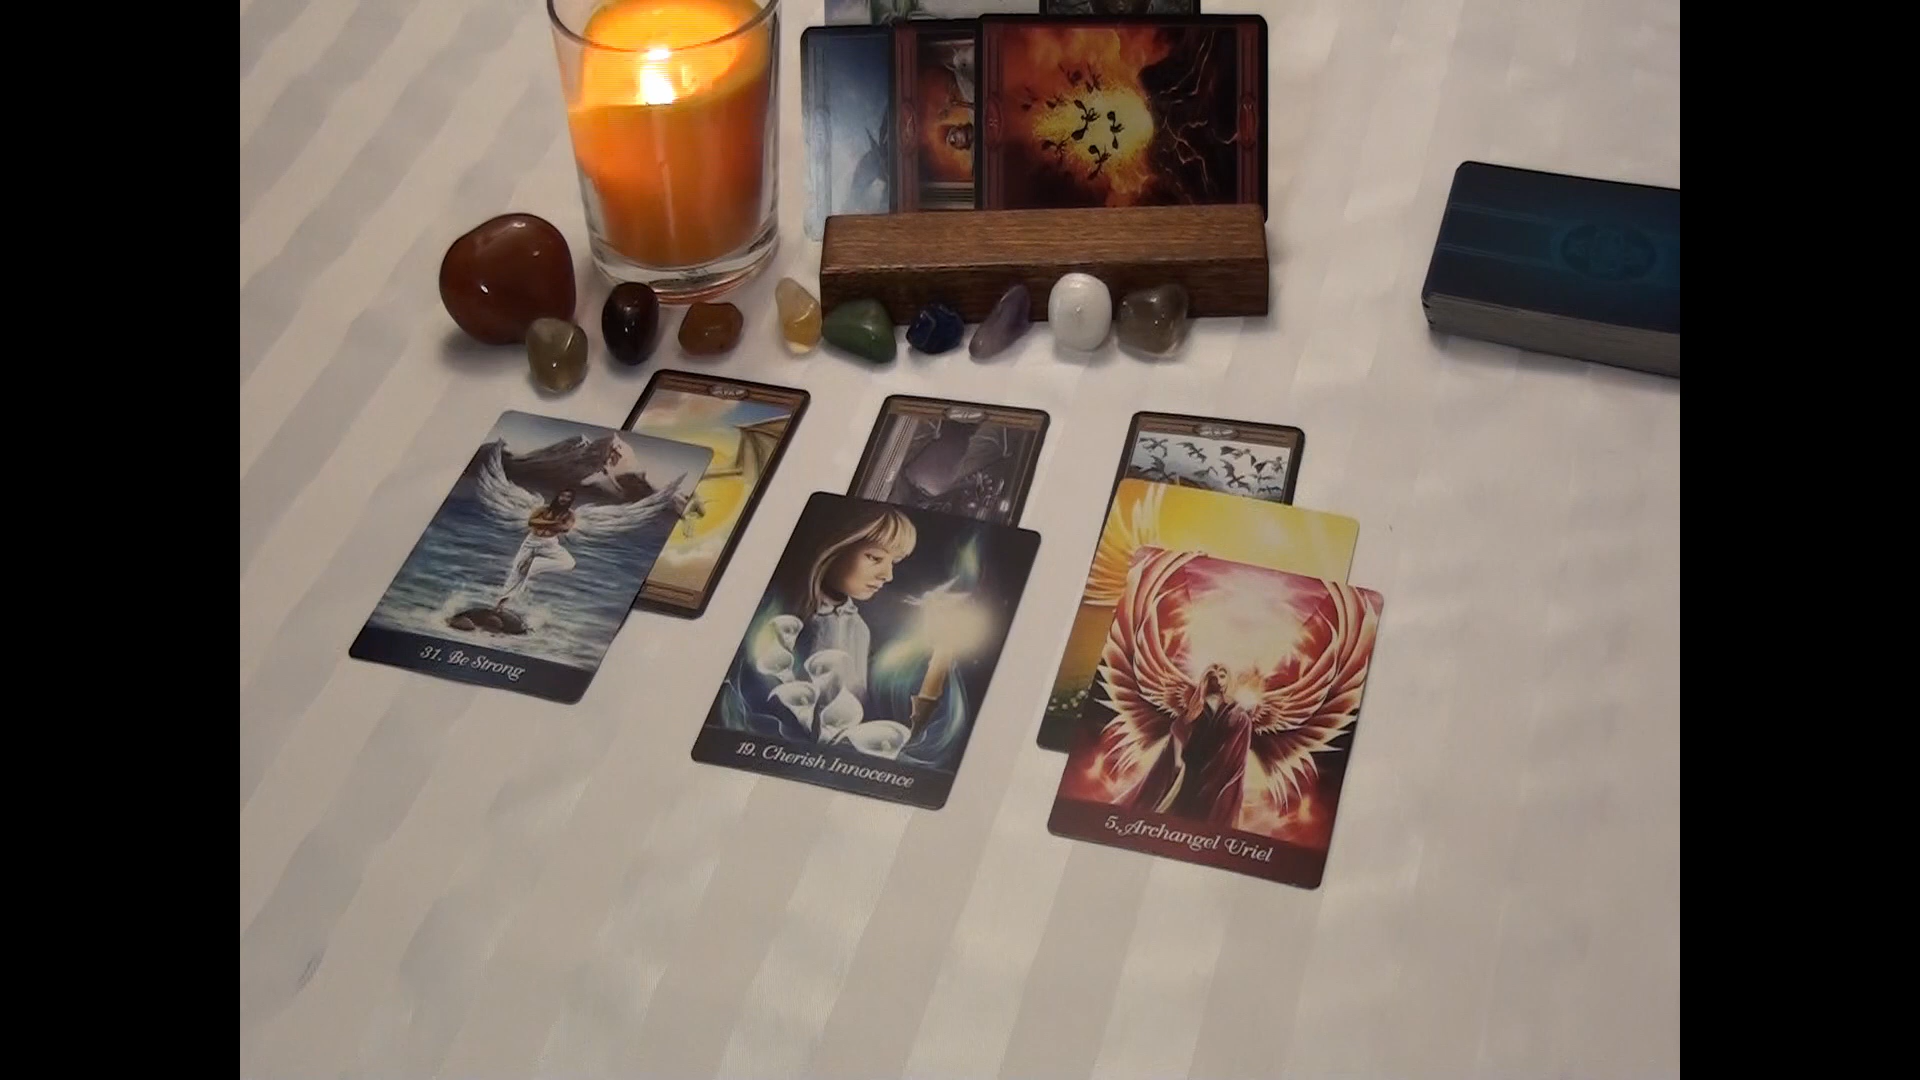 31. Be Strong
19. Cherish Innocence
5. Archangel Uriel